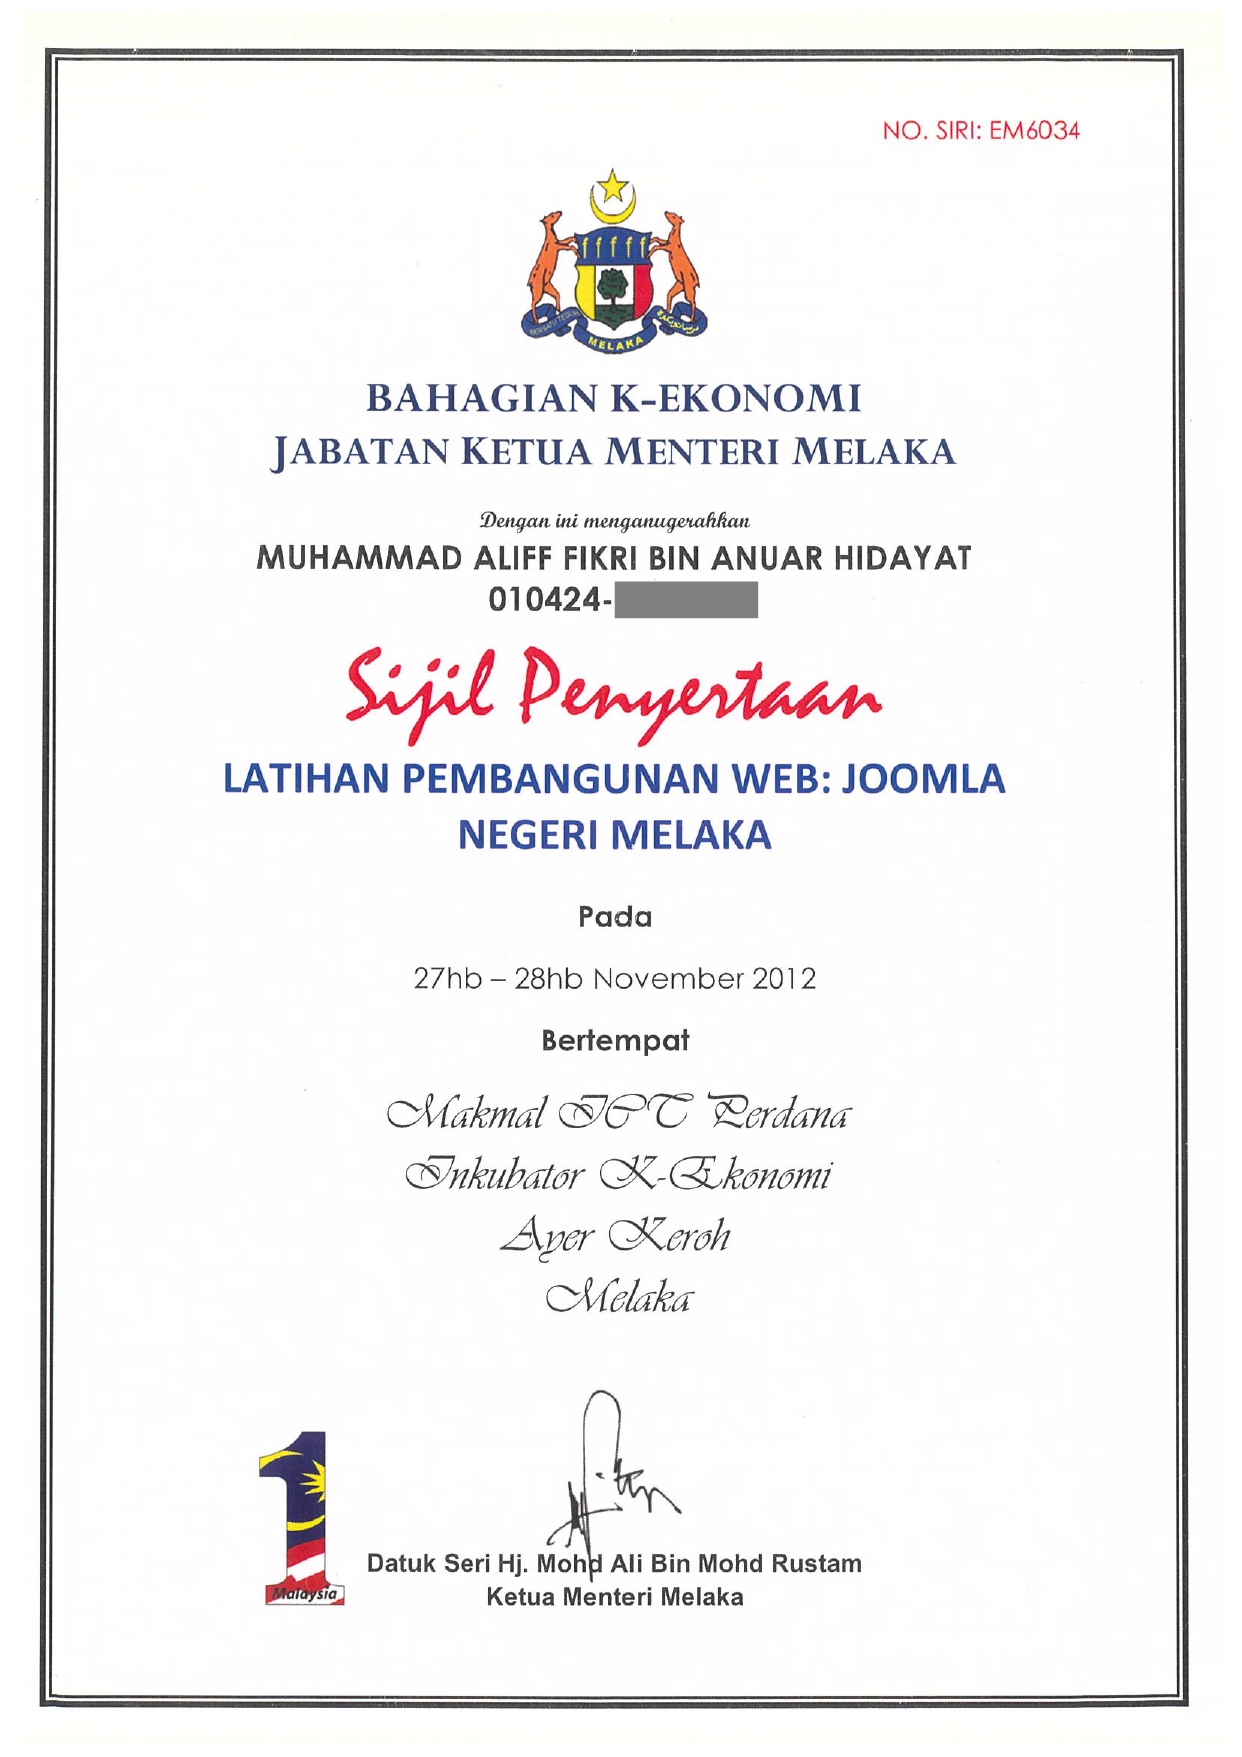 NO. SIRI: EM6034
BERSATU TEGUH
MELAKA
BAHAGIAN K-EKONOMI
JABATAN KETUA MENTERI MELAKA
Dengan ini menganugerahkan
MUHAMMAD ALIFF FIKRI BIN ANUAR HIDAYAT
010424-
Sijil Penyertaan
LATIHAN PEMBANGUNAN WEB: JOOMLA
NEGERI MELAKA
Pada
27hb – 28hb November 2012
Bertempat
Makmal ICT Perdana
Inkubator K-Ekonomi
Ayer Keroh
Melaka
Malaysia
Datuk Seri Hj. Mohd Ali Bin Mohd Rustam
Ketua Menteri Melaka